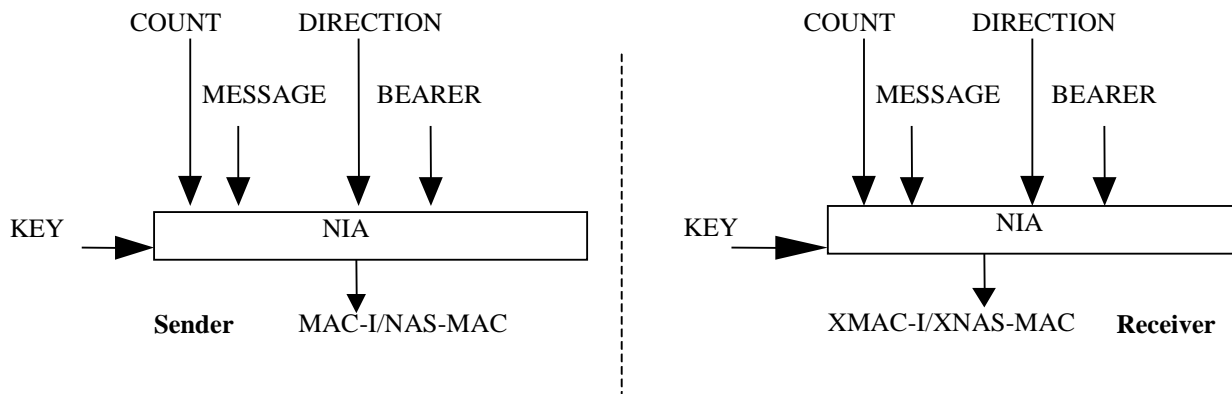 COUNT DIRECTION
MESSAGE BEARER
KEY NIA
Sender MAC-I/NAS-MAC
COUNT DIRECTION
MESSAGE BEARER
KEY NIA
XMAC-I/XNAS-MAC Receiver